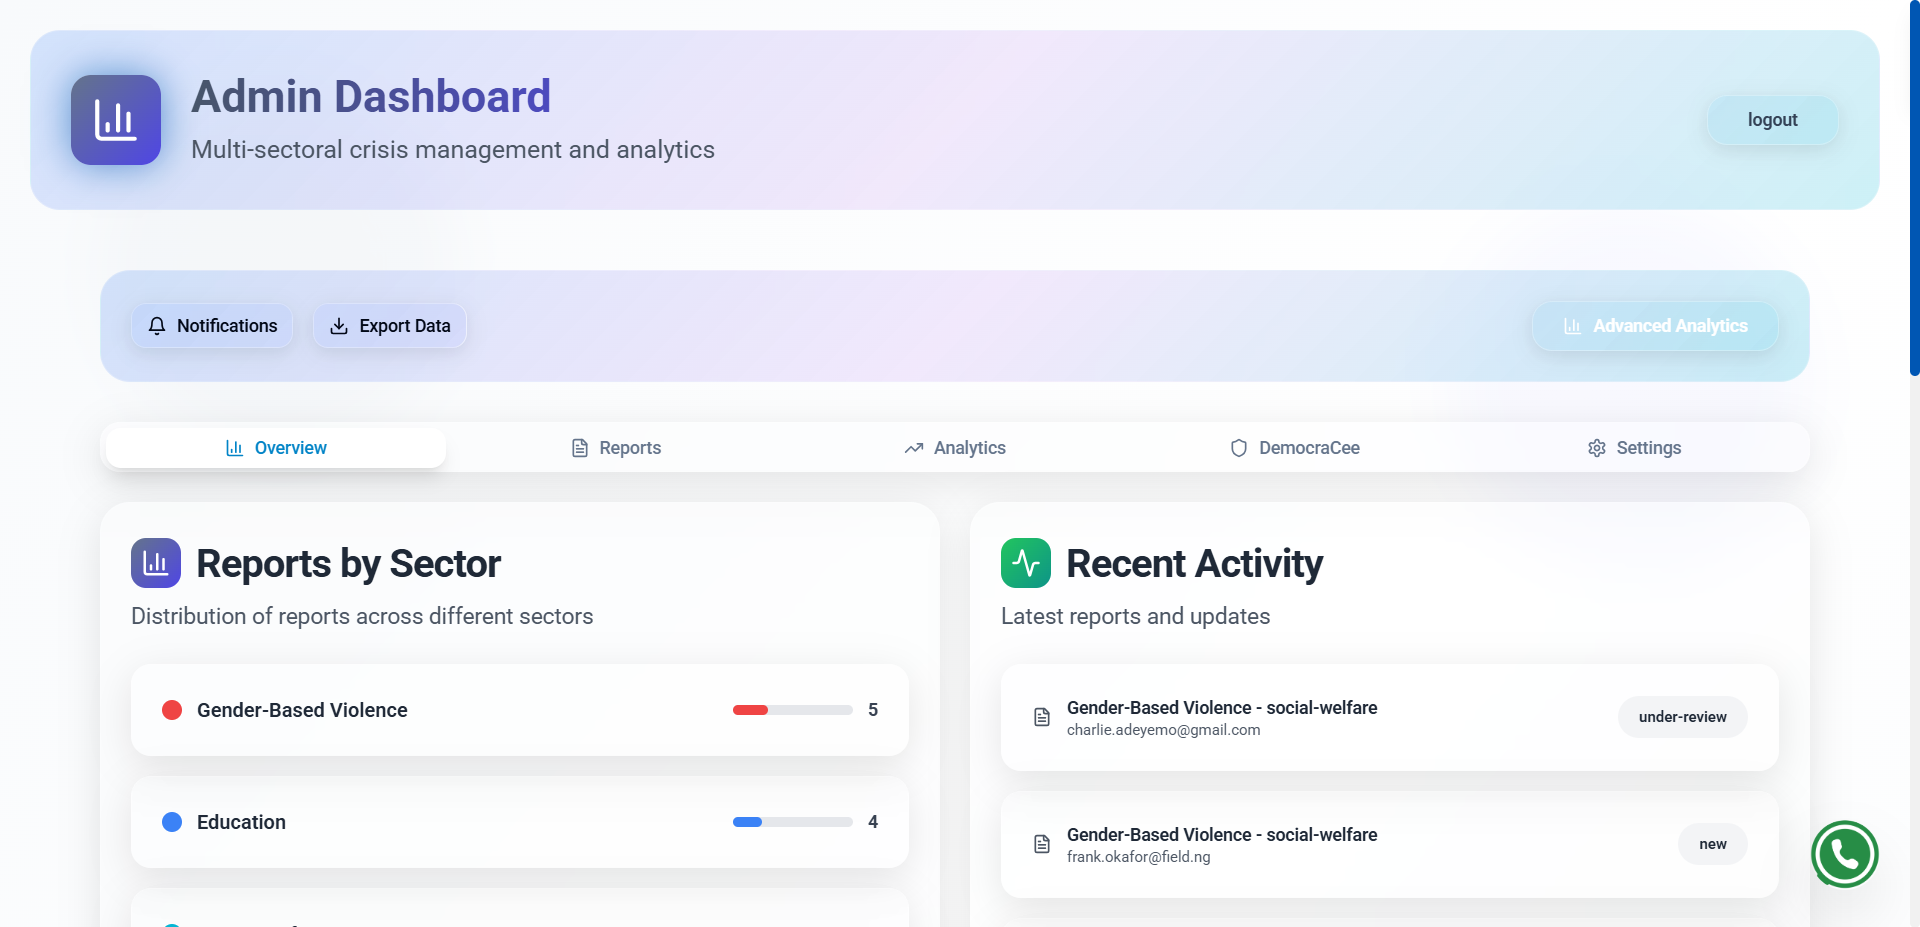 Admin Dashboard
Multi-sectoral crisis management and analytics
logout
Notifications
Export Data
Advanced Analytics
Overview
Reports
Analytics
DemocraCee
Settings
Reports by Sector
Distribution of reports across different sectors
Gender-Based Violence
5
Education
4
Recent Activity
Latest reports and updates
Gender-Based Violence - social-welfare
charlie.adeyemo@gmail.com
under-review
Gender-Based Violence - social-welfare
frank.okafor@field.ng
new